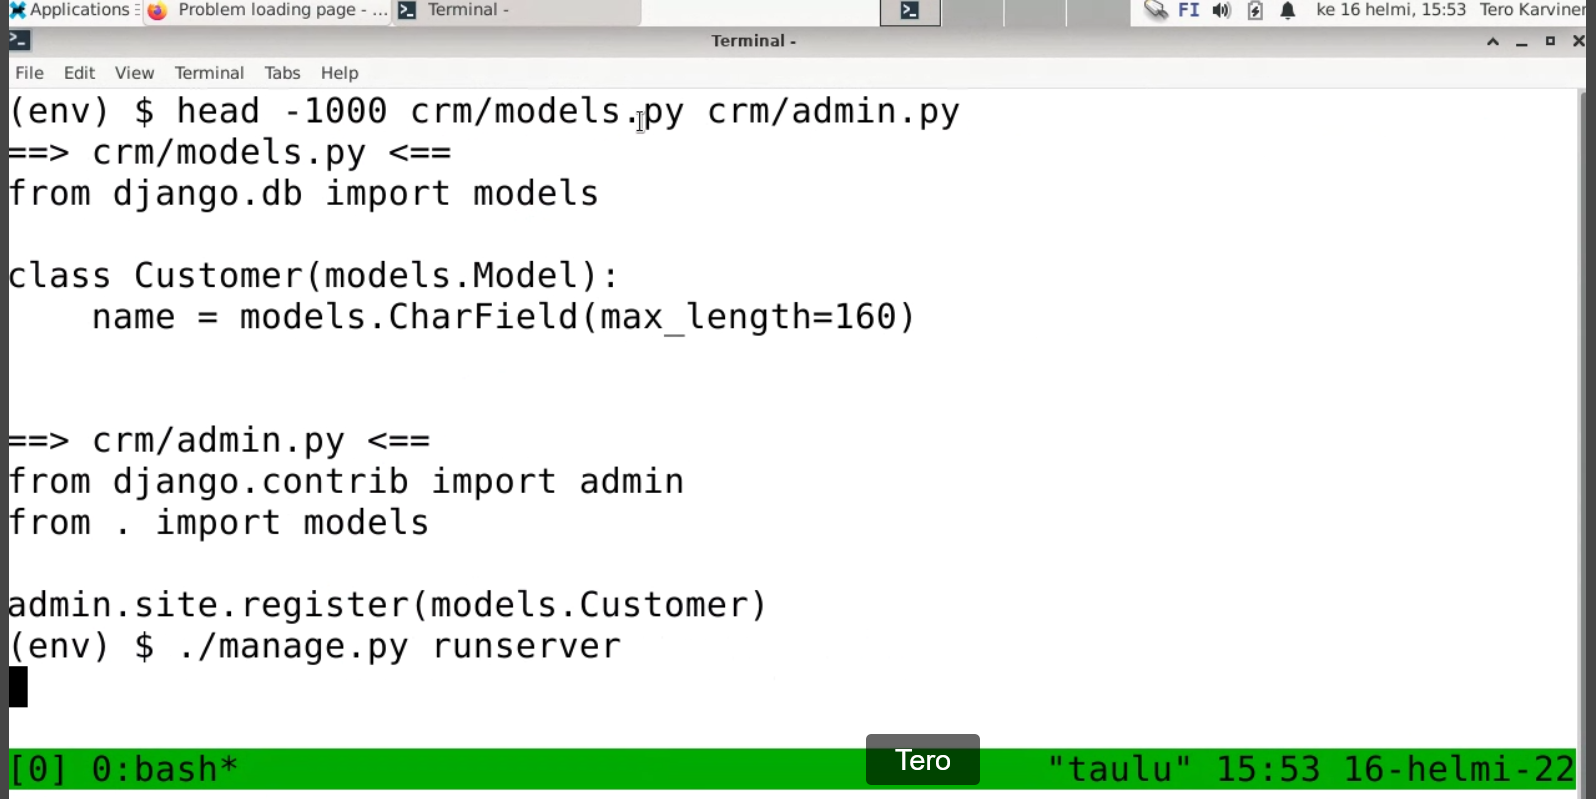 Applications Problem loading page - ... Terminal - FI ke 16 helmi, 15:53 Tero Karviner
Terminal -
File Edit View Terminal Tabs Help
(env) $ head -1000 crm/models.py crm/admin.py
==> crm/models.py <==
from django.db import models
class Customer(models.Model):
    name = models.CharField(max_length=160)
==> crm/admin.py <==
from django.contrib import admin
from . import models
admin.site.register(models.Customer)
(env) $ ./manage.py runserver
Tero
[0] 0:bash* "taulu" 15:53 16-helmi-22